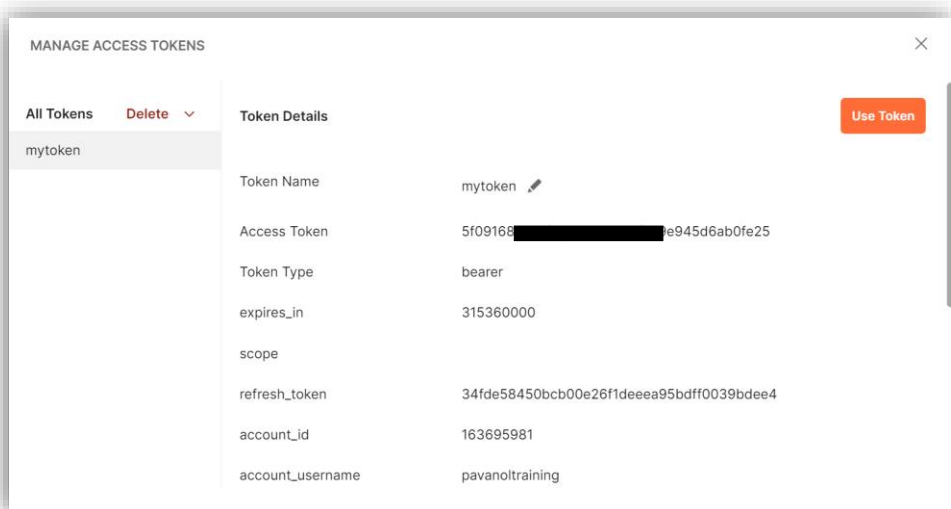 MANAGE ACCESS TOKENS
All Tokens Delete
mytoken
Token Details
Use Token
Token Name mytoken
Access Token 5f09168 9e945d6ab0fe25
Token Type bearer
expires_in 315360000
scope
refresh_token 34fde58450bcb00e26f1deeea95bdff0039bdee4
account_id 163695981
account_username pavanoltraining